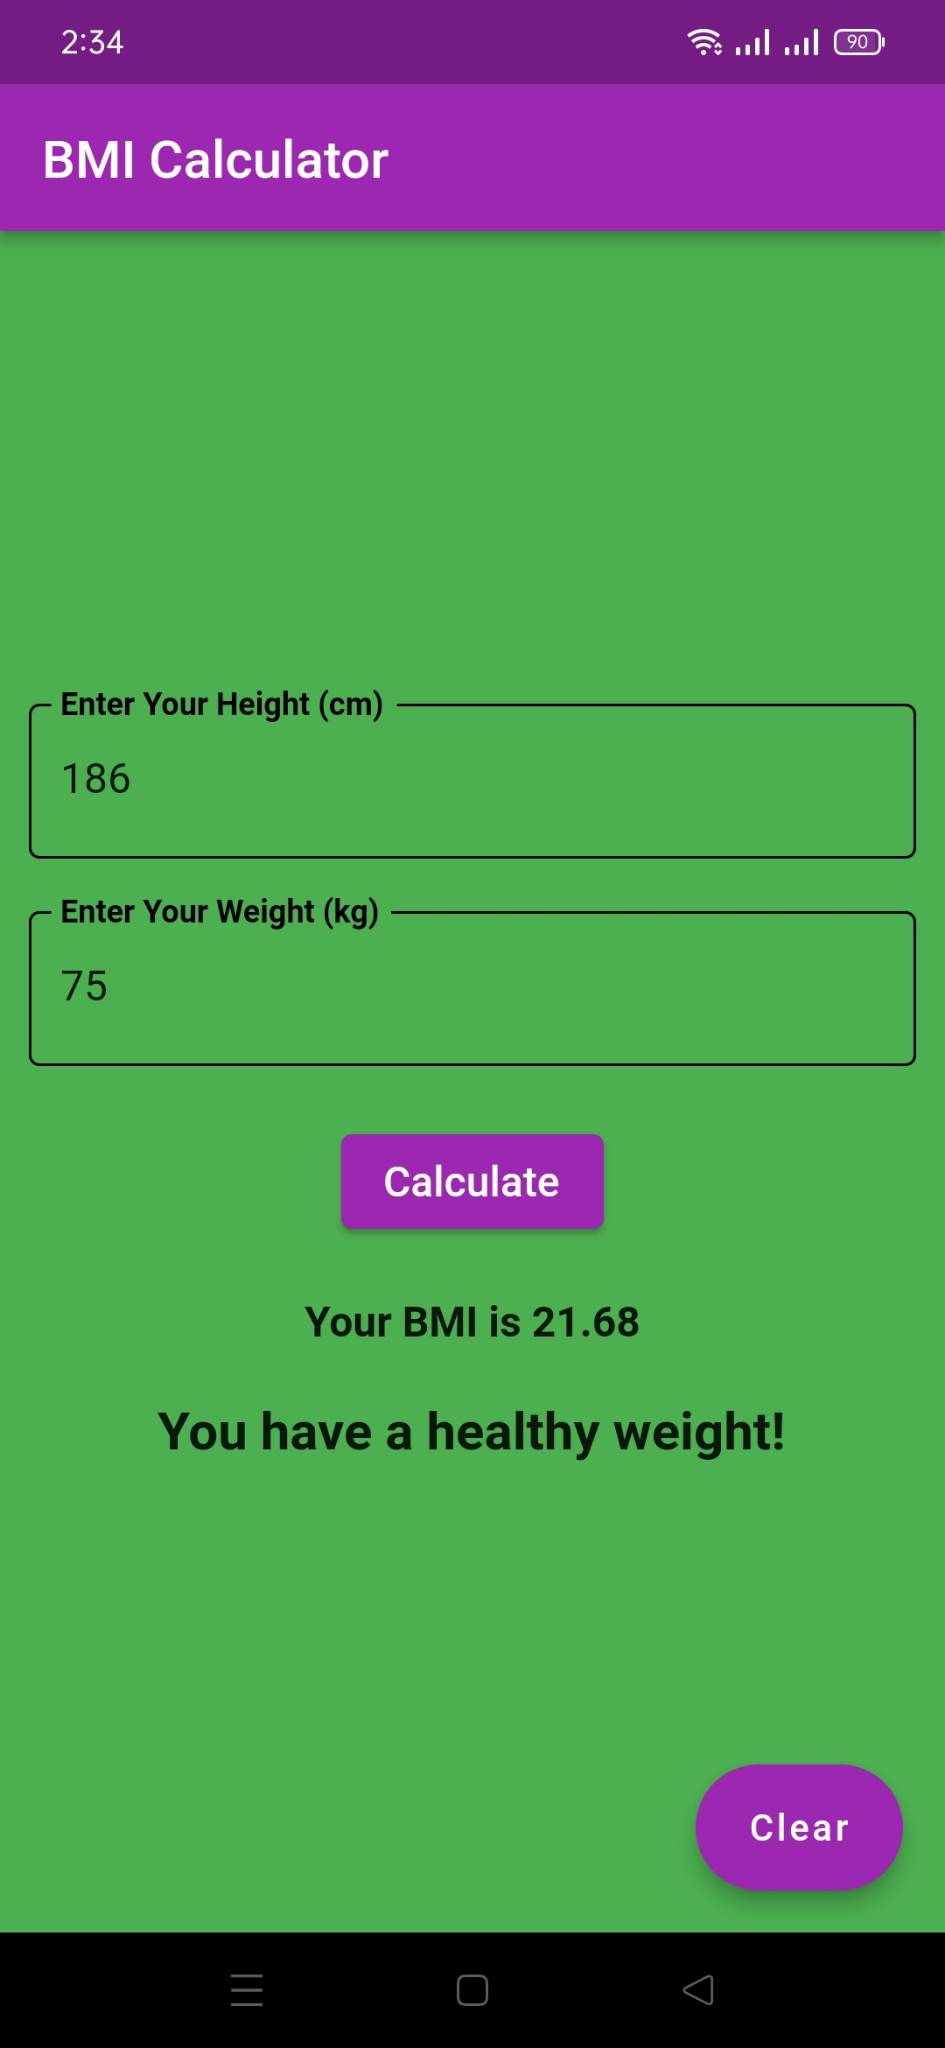 2:34
90
BMI Calculator
Enter Your Height (cm)
186
Enter Your Weight (kg)
75
Calculate
Your BMI is 21.68
You have a healthy weight!
Clear